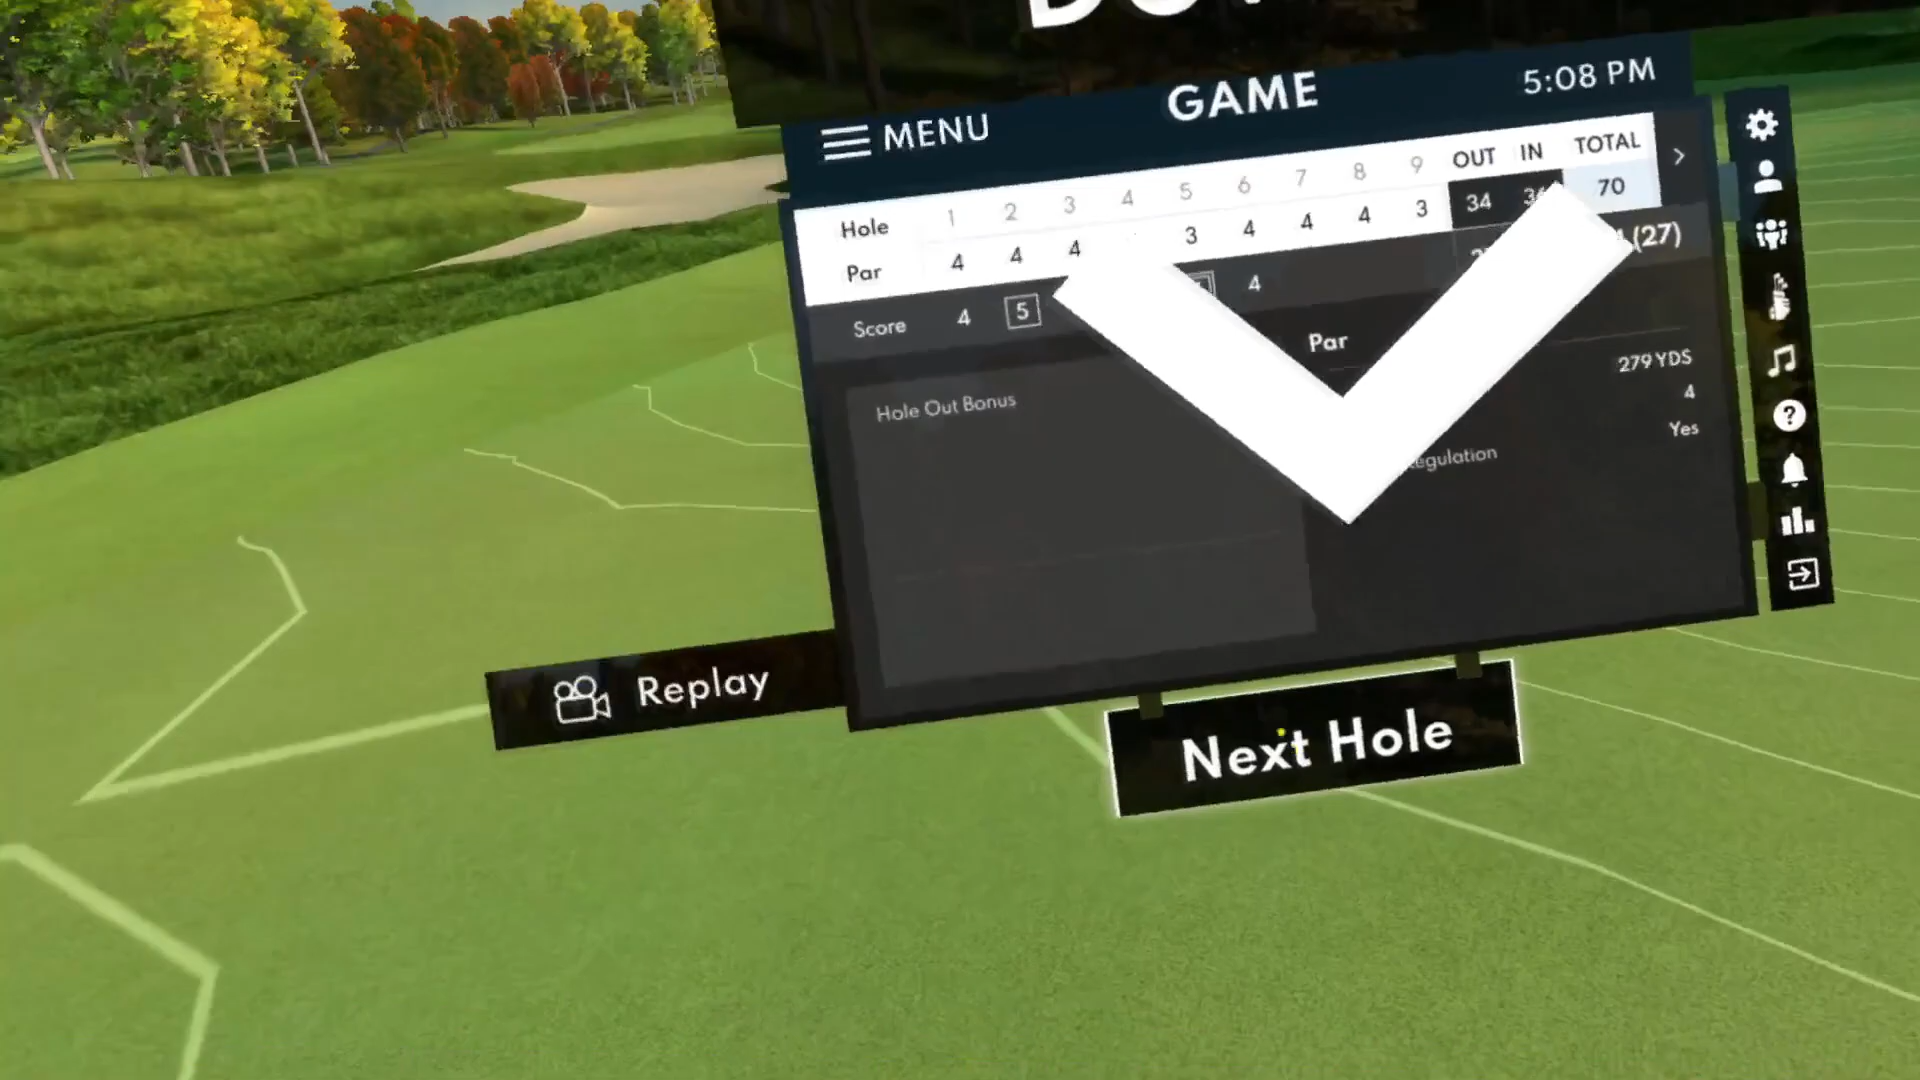 GAME
5:08 PM
MENU
Hole 1 2 3 4 5 6 7 8 9 OUT IN TOTAL
Par 4 4 4 3 4 4 4 3 34 70
Score 4 5 4 (27)
Par
Hole Out Bonus
279 YDS
4
Regulation Yes
Replay
Next Hole